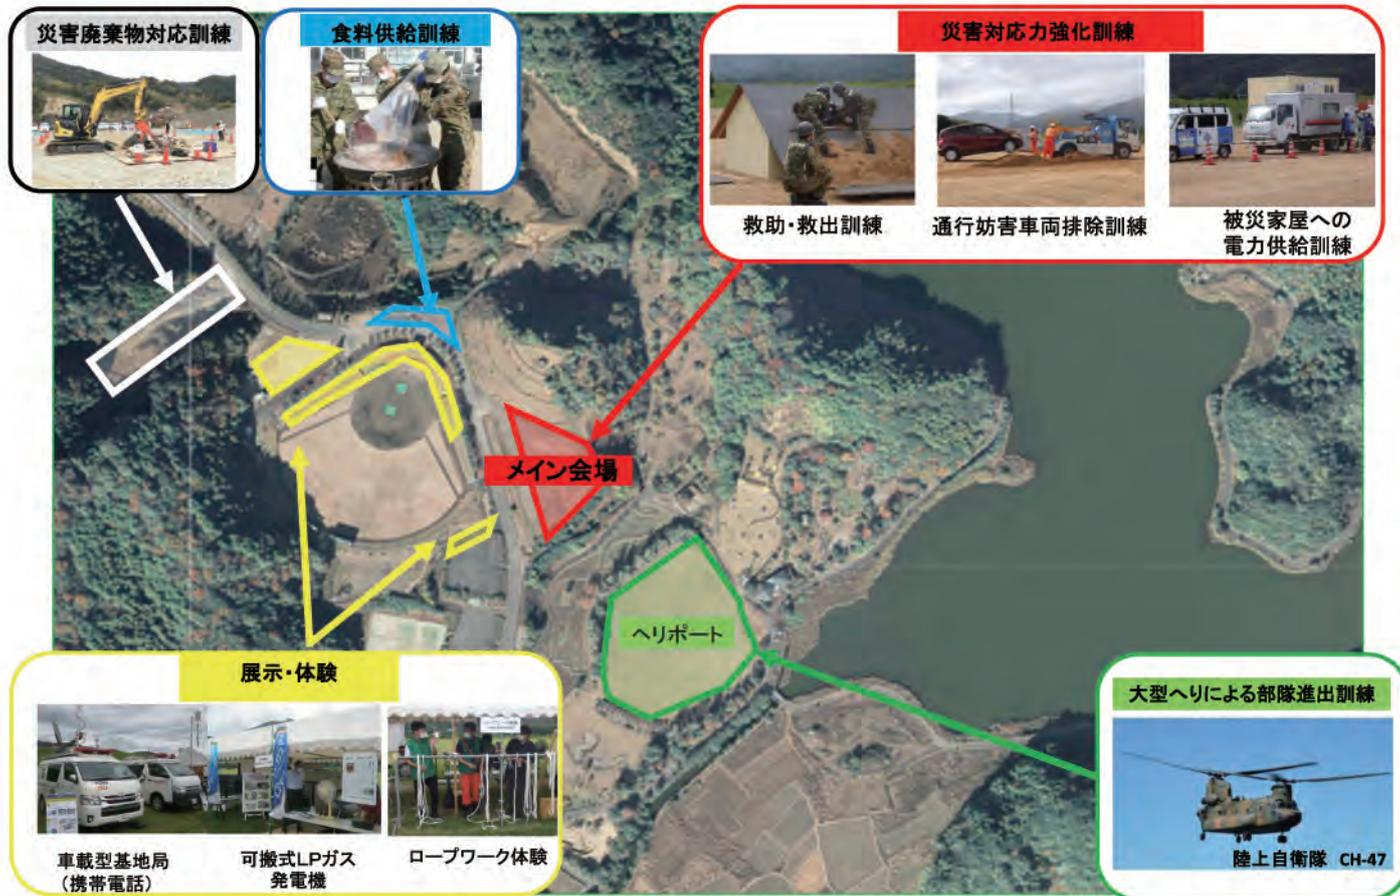 災害廃棄物対応訓練
食料供給訓練
災害対応力強化訓練
救助・救出訓練
通行妨害車両排除訓練
被災家屋への
電力供給訓練
メイン会場
ヘリポート
展示・体験
車載型基地局
(携帯電話)
可搬式LPガス
発電機
ロープワーク体験
大型ヘリによる部隊進出訓練
陸上自衛隊 CH-47